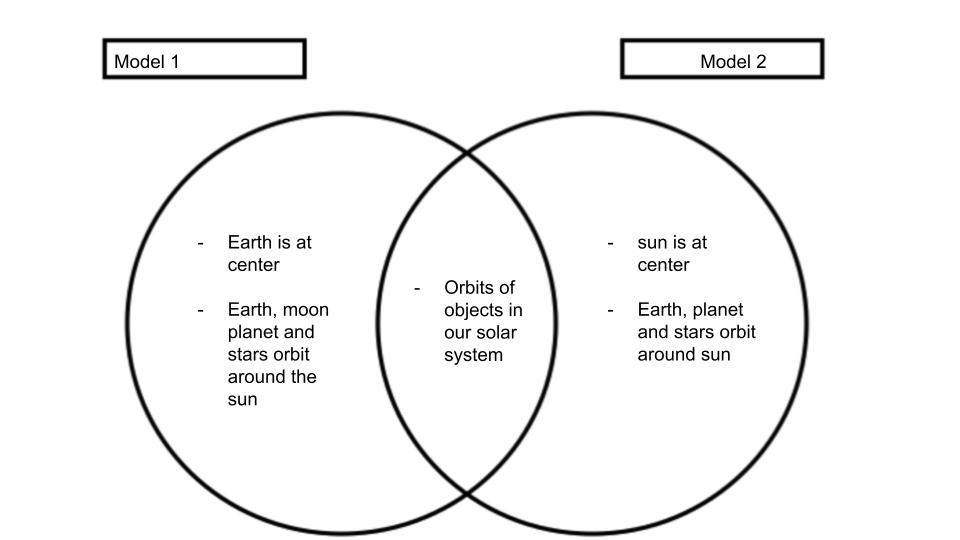 Model 1
Model 2
- Earth is at
center
- Earth, moon
planet and
stars orbit
around the
sun
- Orbits of
objects in
our solar
system
- sun is at
center
- Earth, planet
and stars orbit
around sun